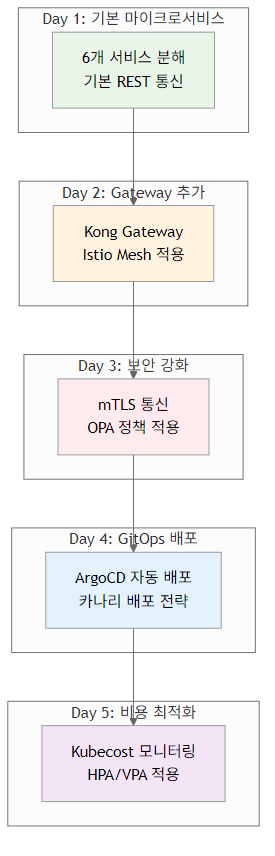 Day 1: 기본 마이크로서비스
6개 서비스 분해
기본 REST 통신
Day 2: Gateway 추가
Kong Gateway
Istio Mesh 적용
Day 3: 보안 강화
mTLS 통신
OPA 정책 적용
Day 4: GitOps 배포
ArgoCD 자동 배포
카나리 배포 전략
Day 5: 비용 최적화
Kubecost 모니터링
HPA/VPA 적용